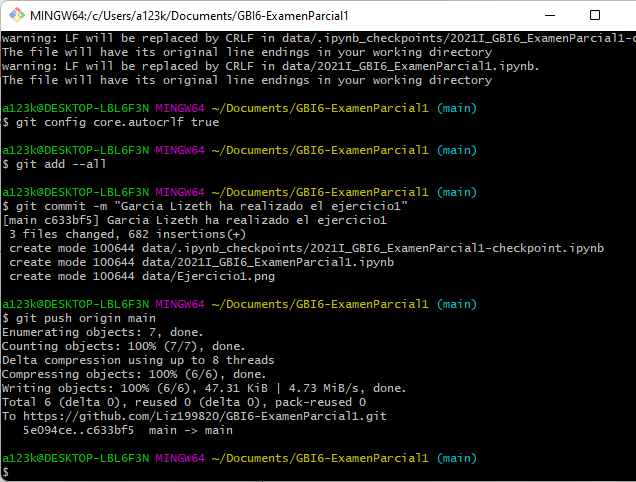 MINGW64:/c/Users/a123k/Documents/GBI6-ExamenParcial1
warning: LF will be replaced by CRLF in data/.ipynb_checkpoints/2021I_GBI6_ExamenParcial1-c
The file will have its original line endings in your working directory
warning: LF will be replaced by CRLF in data/2021I_GBI6_ExamenParcial1.ipynb.
The file will have its original line endings in your working directory
a123k@DESKTOP-LBL6F3N MINGW64 ~/Documents/GBI6-ExamenParcial1 (main)
$ git config core.autocrlf true
a123k@DESKTOP-LBL6F3N MINGW64 ~/Documents/GBI6-ExamenParcial1 (main)
$ git add --all
a123k@DESKTOP-LBL6F3N MINGW64 ~/Documents/GBI6-ExamenParcial1 (main)
$ git commit -m "Garcia Lizeth ha realizado el ejercicio1"
[main c633bf5] Garcia Lizeth ha realizado el ejercicio1
3 files changed, 682 insertions(+)
create mode 100644 data/.ipynb_checkpoints/2021I_GBI6_ExamenParcial1-checkpoint.ipynb
create mode 100644 data/2021I_GBI6_ExamenParcial1.ipynb
create mode 100644 data/Ejercicio1.png
a123k@DESKTOP-LBL6F3N MINGW64 ~/Documents/GBI6-ExamenParcial1 (main)
$ git push origin main
Enumerating objects: 7, done.
Counting objects: 100% (7/7), done.
Delta compression using up to 8 threads
Compressing objects: 100% (6/6), done.
Writing objects: 100% (6/6), 47.31 KiB | 4.73 MiB/s, done.
Total 6 (delta 0), reused 0 (delta 0), pack-reused 0
To https://github.com/Liz199820/GBI6-ExamenParcial1.git
5e094ce..c633bf5 main -> main
a123k@DESKTOP-LBL6F3N MINGW64 ~/Documents/GBI6-ExamenParcial1 (main)
$